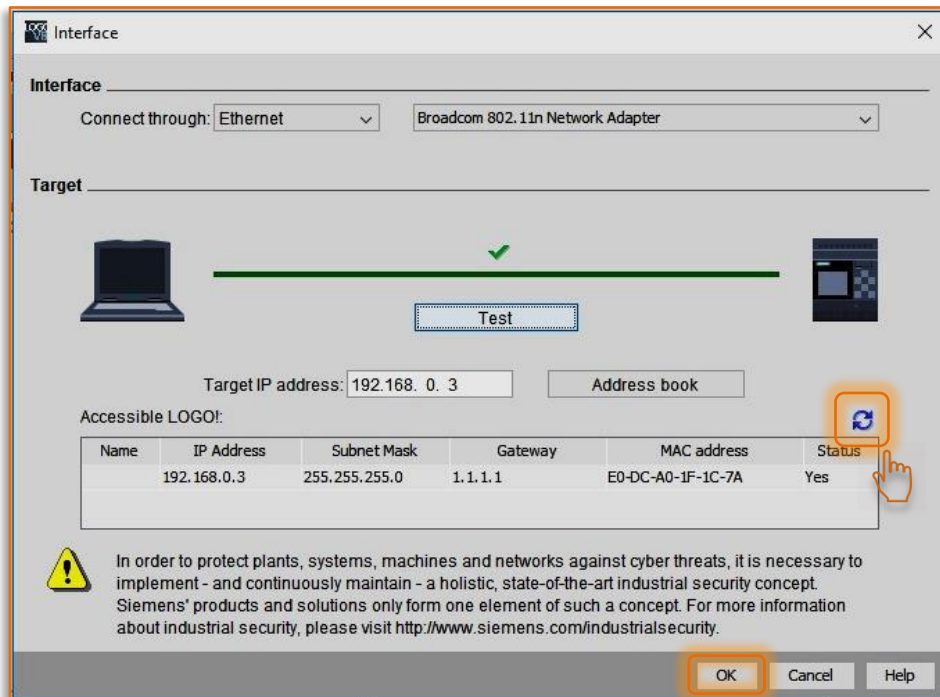 Interface
Interface
Connect through: Ethernet Broadcom 802.11n Network Adapter
Target
Test
Target IP address: 192.168. 0. 3 Address book
Accessible LOGO!:
Name IP Address Subnet Mask Gateway MAC address Status
192.168.0.3 255.255.255.0 1.1.1.1 E0-DC-A0-1F-1C-7A Yes
In order to protect plants, systems, machines and networks against cyber threats, it is necessary to
implement - and continuously maintain - a holistic, state-of-the-art industrial security concept.
Siemens' products and solutions only form one element of such a concept. For more information
about industrial security, please visit http://www.siemens.com/industrialsecurity.
OK Cancel Help